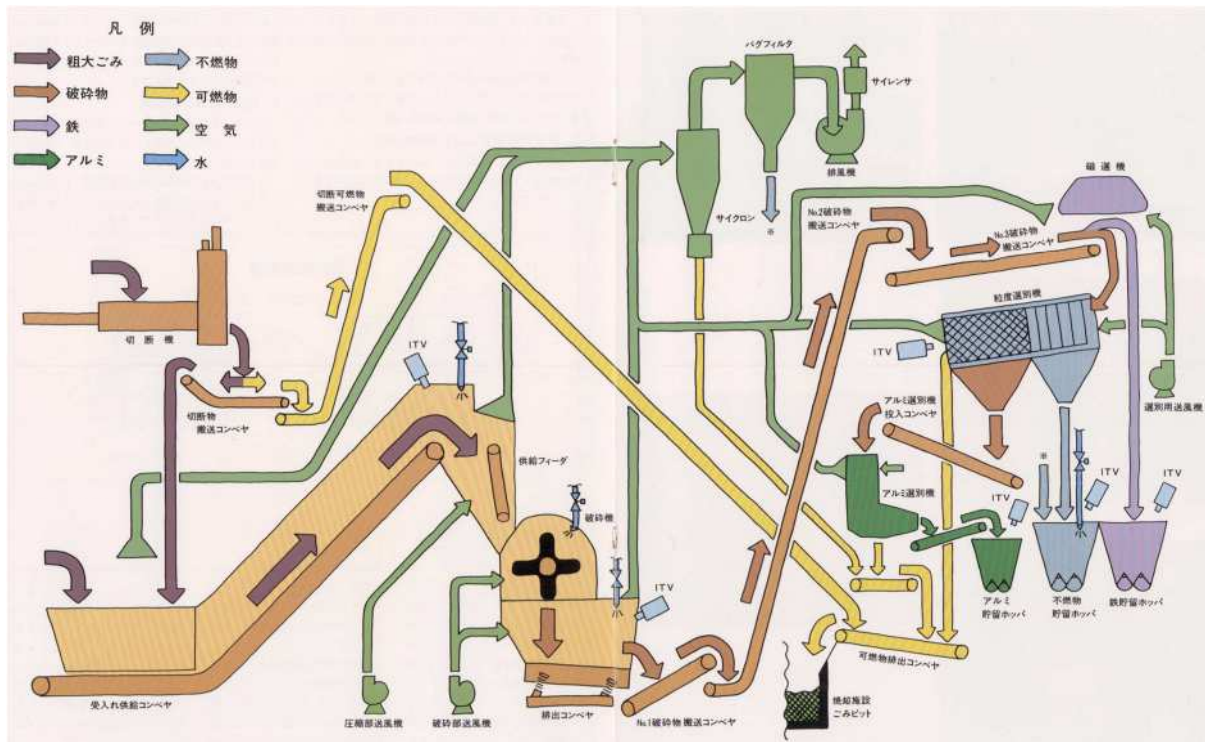 凡 例
粗大ごみ
不燃物
破砕物
可燃物
鉄
空 気
アルミ
水
バグフィルタ
サイレンサ
排風機
サイクロン
※
磁 選 機
切断可燃物
搬送コンベヤ
No.2破砕物
搬送コンベヤ
No.3破砕物
搬送コンベヤ
粒度選別機
切 断 機
ITV
ITV
選別用送風機
切断物
搬送コンベヤ
アルミ選別機
投入コンベヤ
供給フィーダ
アルミ選別機
※
ITV
ITV
ITV
破砕機
ITV
アルミ
貯留ホッパ
不燃物
貯留ホッパ
鉄貯留ホッパ
可燃物排出コンベヤ
受入れ供給コンベヤ
圧縮部送風機
破砕部送風機
排出コンベヤ
No.1破砕物搬送コンベヤ
焼却施設
ごみピット